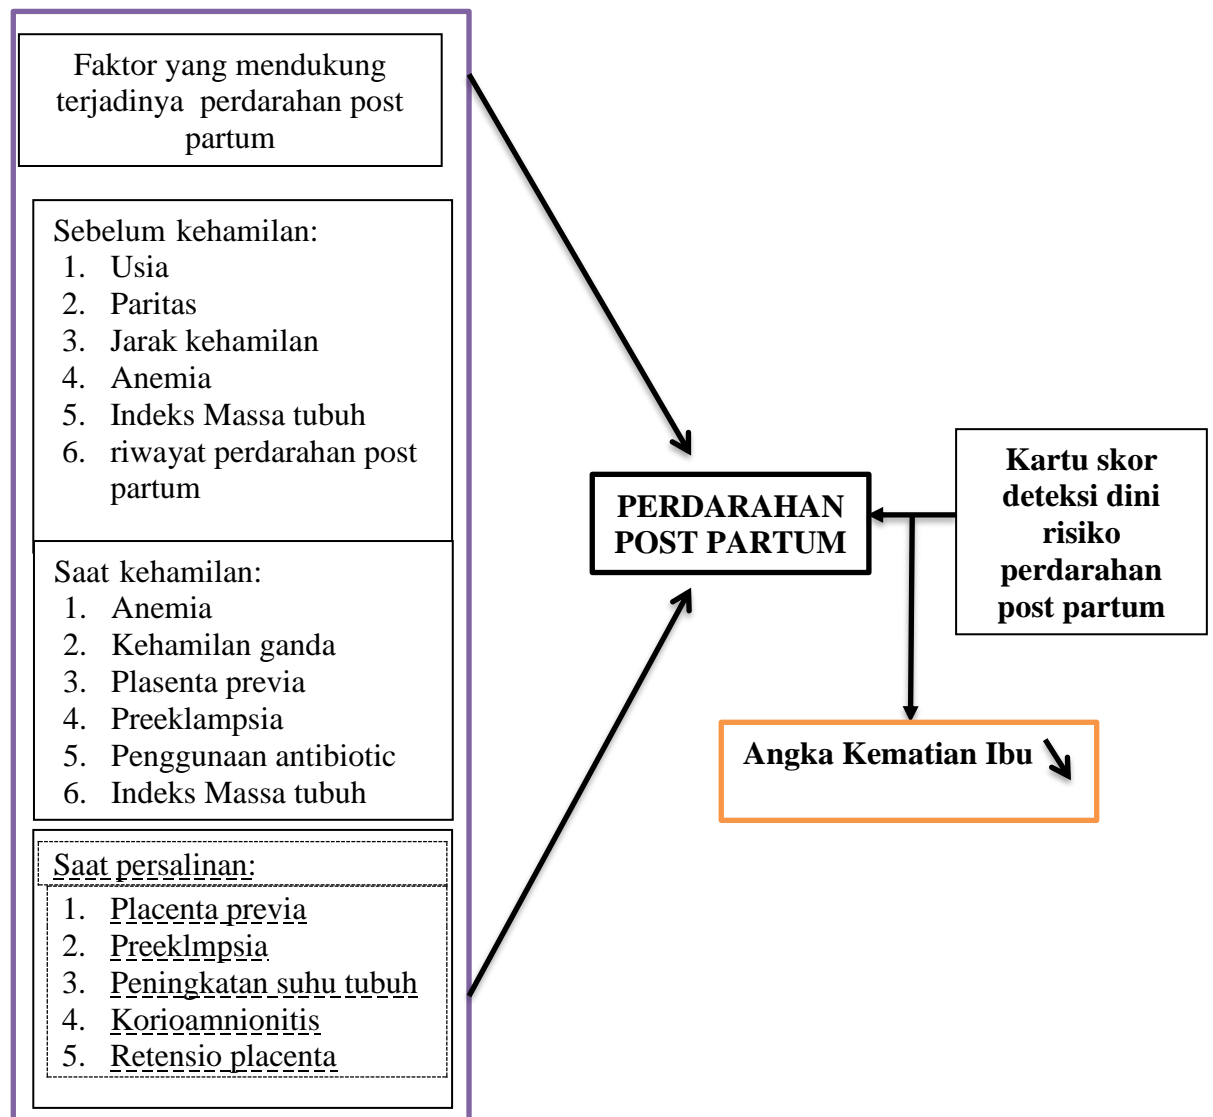 Faktor yang mendukung
terjadinya perdarahan post
partum
Sebelum kehamilan:
1. Usia
2. Paritas
3. Jarak kehamilan
4. Anemia
5. Indeks Massa tubuh
6. riwayat perdarahan post
partum
Saat kehamilan:
1. Anemia
2. Kehamilan ganda
3. Plasenta previa
4. Preeklampsia
5. Penggunaan antibiotic
6. Indeks Massa tubuh
Saat persalinan:
1. Placenta previa
2. Preeklmpsia
3. Peningkatan suhu tubuh
4. Korioamnionitis
5. Retensio placenta
PERDARAHAN
POST PARTUM
Kartu skor
deteksi dini
risiko
perdarahan
post partum
Angka Kematian Ibu